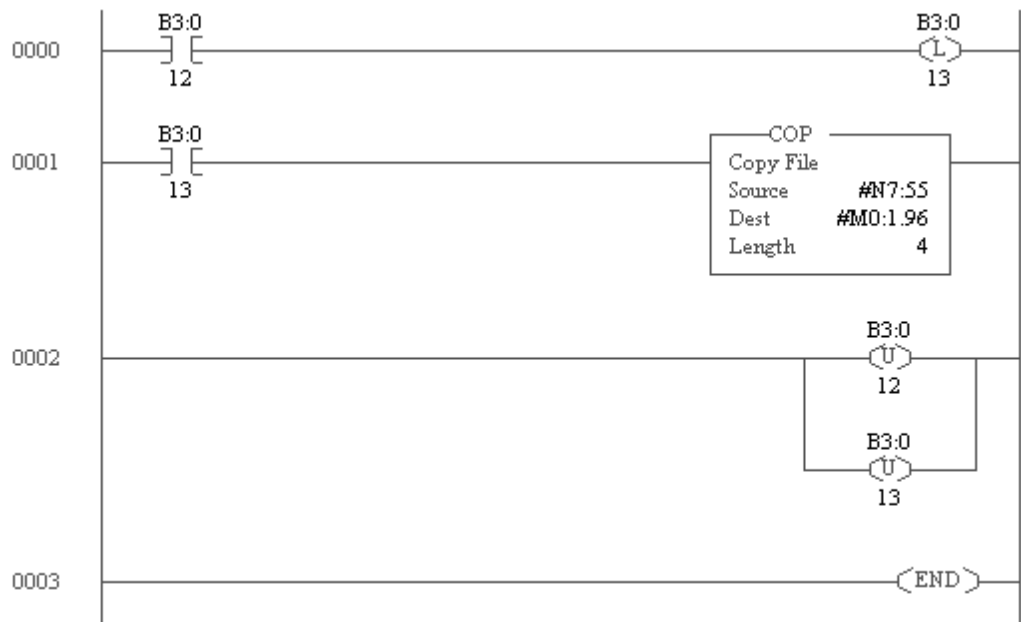 B3:0 B3:0
0000 L
12 13
B3:0
0001 COP
13 Copy File
Source #N7:55
Dest #M0:1.96
Length 4
B3:0
0002 U
12
B3:0
U
13
0003 END